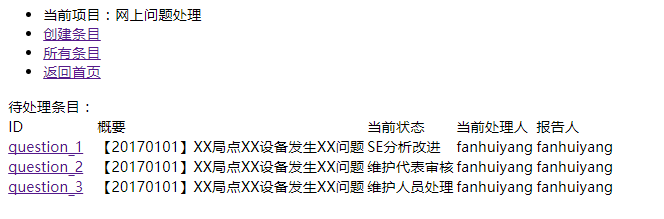 当前项目：网上问题处理
创建条目
所有条目
返回首页
待处理条目：
ID 概要 当前状态 当前处理人 报告人
question_1 【20170101】XX局点XX设备发生XX问题 SE分析改进 fanhuiyang fanhuiyang
question_2 【20170101】XX局点XX设备发生XX问题 维护代表审核 fanhuiyang fanhuiyang
question_3 【20170101】XX局点XX设备发生XX问题 维护人员处理 fanhuiyang fanhuiyang